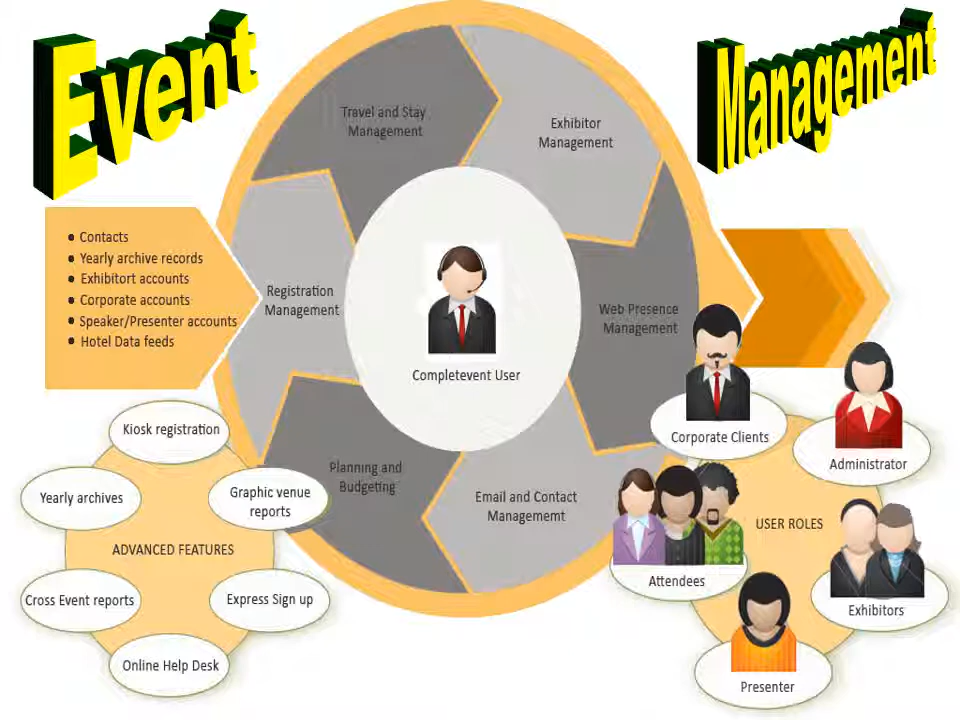 Event
Management
Travel and Stay
Management
Exhibitor
Management
• Contacts
• Yearly archive records
• Exhibitort accounts
• Corporate accounts
• Speaker/Presenter accounts
• Hotel Data feeds
Registration
Management
Web Presence
Management
Completevent User
Planning and
Budgeting
Email and Contact
Managememt
Kiosk registration
Yearly archives
Graphic venue
reports
ADVANCED FEATURES
Cross Event reports
Express Sign up
Online Help Desk
Corporate Clients
Administrator
USER ROLES
Attendees
Exhibitors
Presenter